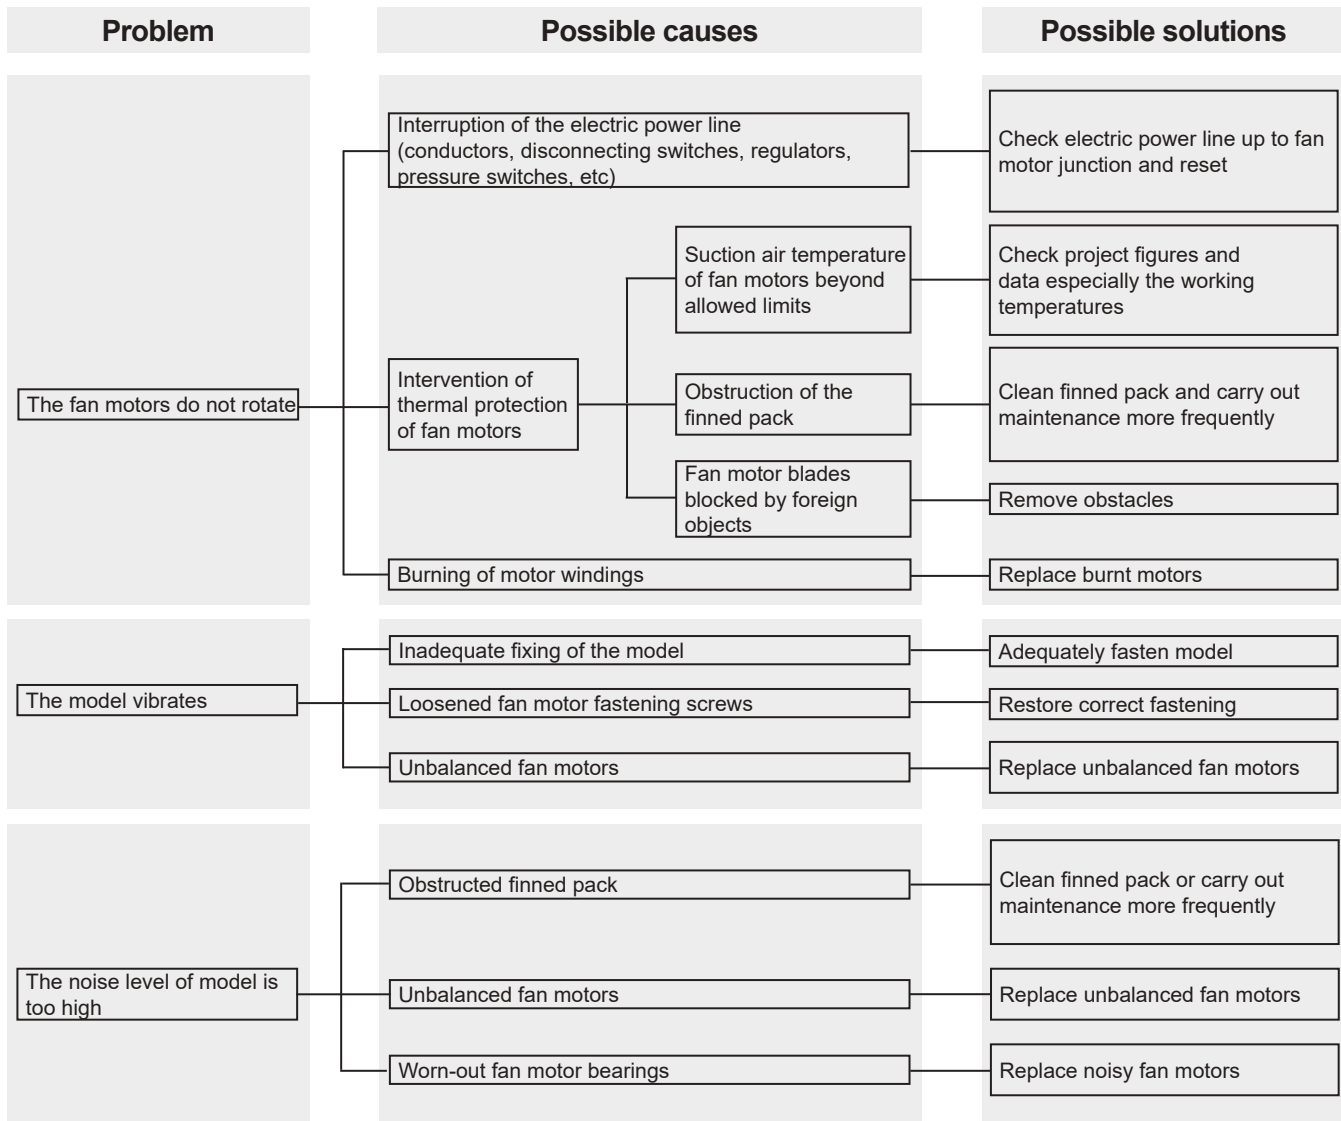 Problem
Possible causes
Possible solutions
The fan motors do not rotate
Interruption of the electric power line
(conductors, disconnecting switches, regulators,
pressure switches, etc)
Check electric power line up to fan
motor junction and reset
Intervention of
thermal protection
of fan motors
Suction air temperature
of fan motors beyond
allowed limits
Check project figures and
data especially the working
temperatures
Obstruction of the
finned pack
Clean finned pack and carry out
maintenance more frequently
Fan motor blades
blocked by foreign
objects
Remove obstacles
Burning of motor windings
Replace burnt motors
The model vibrates
Inadequate fixing of the model
Adequately fasten model
Loosened fan motor fastening screws
Restore correct fastening
Unbalanced fan motors
Replace unbalanced fan motors
The noise level of model is
too high
Obstructed finned pack
Clean finned pack or carry out
maintenance more frequently
Unbalanced fan motors
Replace unbalanced fan motors
Worn-out fan motor bearings
Replace noisy fan motors